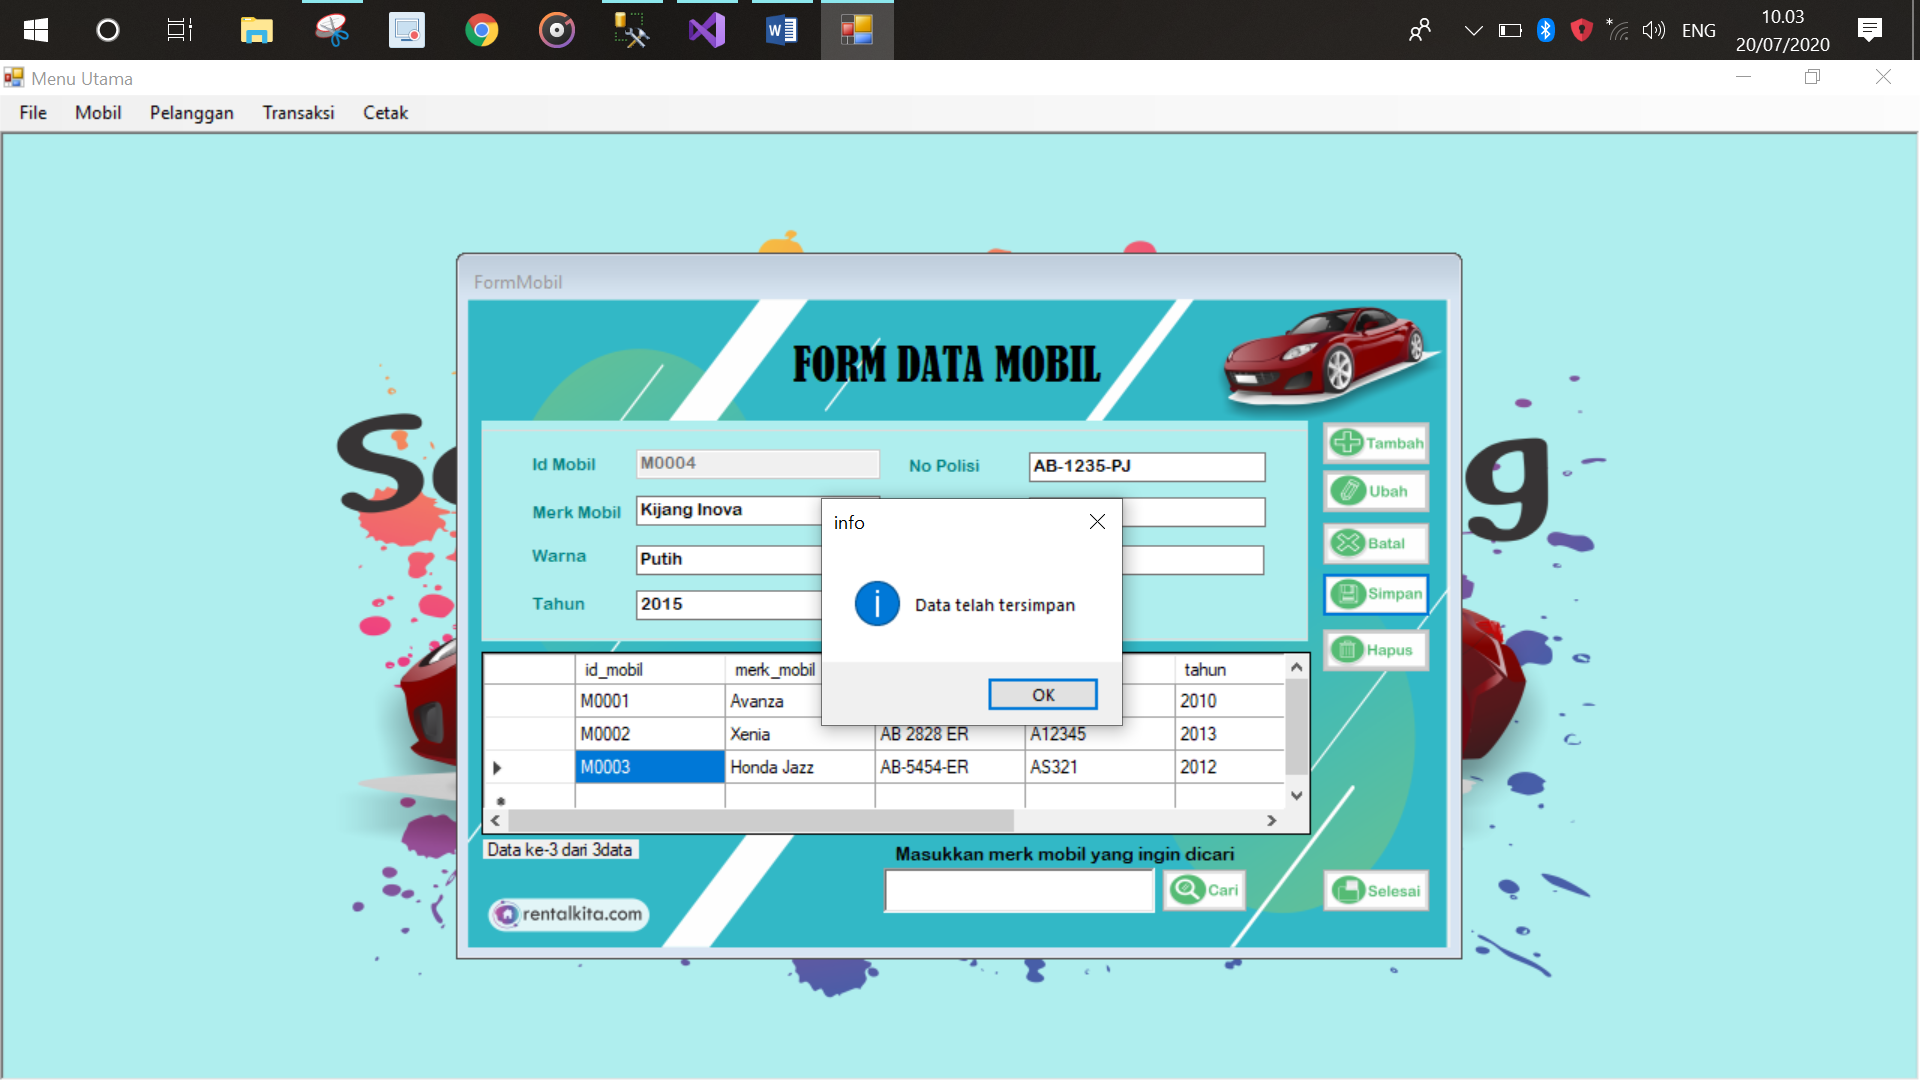 ENG
10.03
20/07/2020
Menu Utama
File Mobil Pelanggan Transaksi Cetak
FormMobil
FORM DATA MOBIL
Id Mobil M0004 No Polisi AB-1235-PJ
Merk Mobil Kijang Inova
Warna Putih
Tahun 2015
Tambah
Ubah
Batal
Simpan
Hapus
info
Data telah tersimpan
OK
id_mobil merk_mobil tahun
M0001 Avanza 2010
M0002 Xenia AB 2828 ER A12345 2013
M0003 Honda Jazz AB-5454-ER AS321 2012
Data ke-3 dari 3data
Masukkan merk mobil yang ingin dicari
Cari
Selesai
rentalkita.com